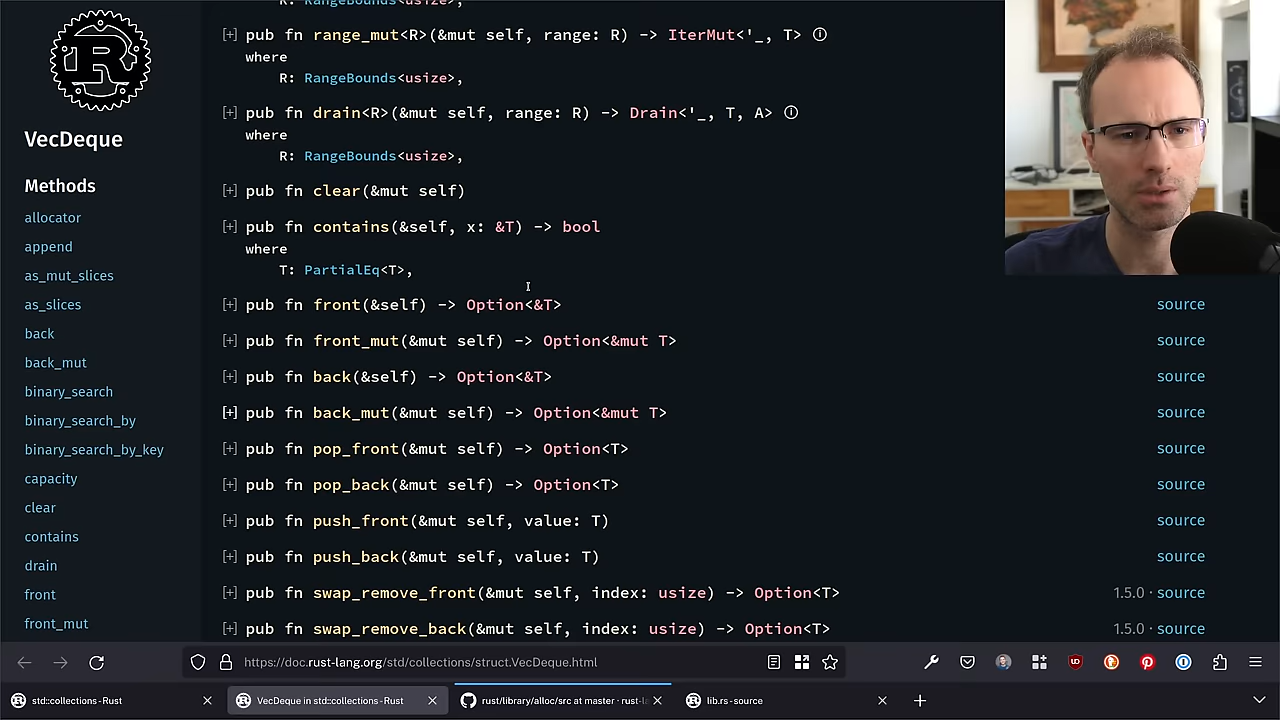 R: RangeBounds<usize>,
[+] pub fn range_mut<R>(&mut self, range: R) -> IterMut<'_, T> ⓘ
where
R: RangeBounds<usize>,
[+] pub fn drain<R>(&mut self, range: R) -> Drain<'_, T, A> ⓘ
where
R: RangeBounds<usize>,
[+] pub fn clear(&mut self)
[+] pub fn contains(&self, x: &T) -> bool
where
T: PartialEq<T>,
[+] pub fn front(&self) -> Option<&T> source
[+] pub fn front_mut(&mut self) -> Option<&mut T> source
[+] pub fn back(&self) -> Option<&T> source
[+] pub fn back_mut(&mut self) -> Option<&mut T> source
[+] pub fn pop_front(&mut self) -> Option<T> source
[+] pub fn pop_back(&mut self) -> Option<T> source
[+] pub fn push_front(&mut self, value: T) source
[+] pub fn push_back(&mut self, value: T) source
[+] pub fn swap_remove_front(&mut self, index: usize) -> Option<T> 1.5.0 · source
[+] pub fn swap_remove_back(&mut self, index: usize) -> Option<T> 1.5.0 · source
R
VecDeque
Methods
allocator
append
as_mut_slices
as_slices
back
back_mut
binary_search
binary_search_by
binary_search_by_key
capacity
clear
contains
drain
front
front_mut
https://doc.rust-lang.org/std/collections/struct.VecDeque.html
std::collections - Rust
VecDeque in std::collections - Rust
rust/library/alloc/src at master · rust-l
lib.rs - source